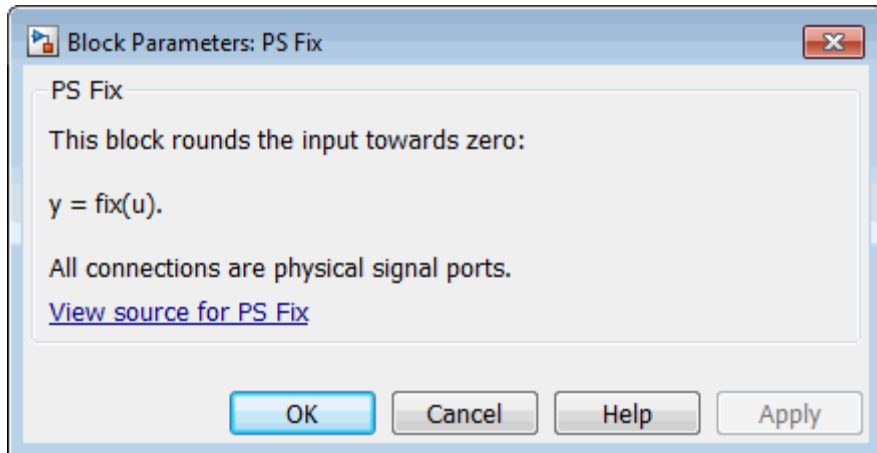 Block Parameters: PS Fix
PS Fix
This block rounds the input towards zero:
y = fix(u).
All connections are physical signal ports.
View source for PS Fix
OK
Cancel
Help
Apply